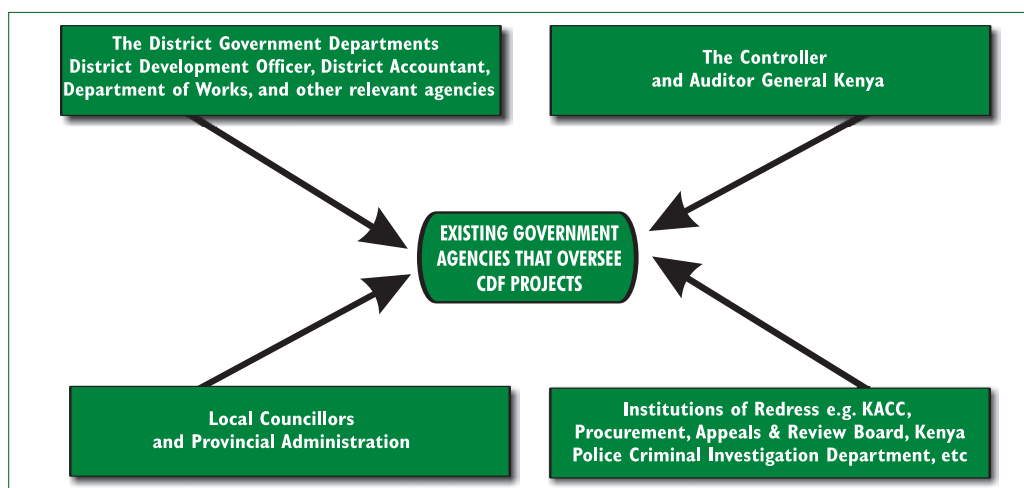 The District Government Departments
District Development Officer, District Accountant,
Department of Works, and other relevant agencies
The Controller
and Auditor General Kenya
EXISTING GOVERNMENT
AGENCIES THAT OVERSEE
CDF PROJECTS
Local Councillors
and Provincial Administration
Institutions of Redress e.g. KACC,
Procurement, Appeals & Review Board, Kenya
Police Criminal Investigation Department, etc